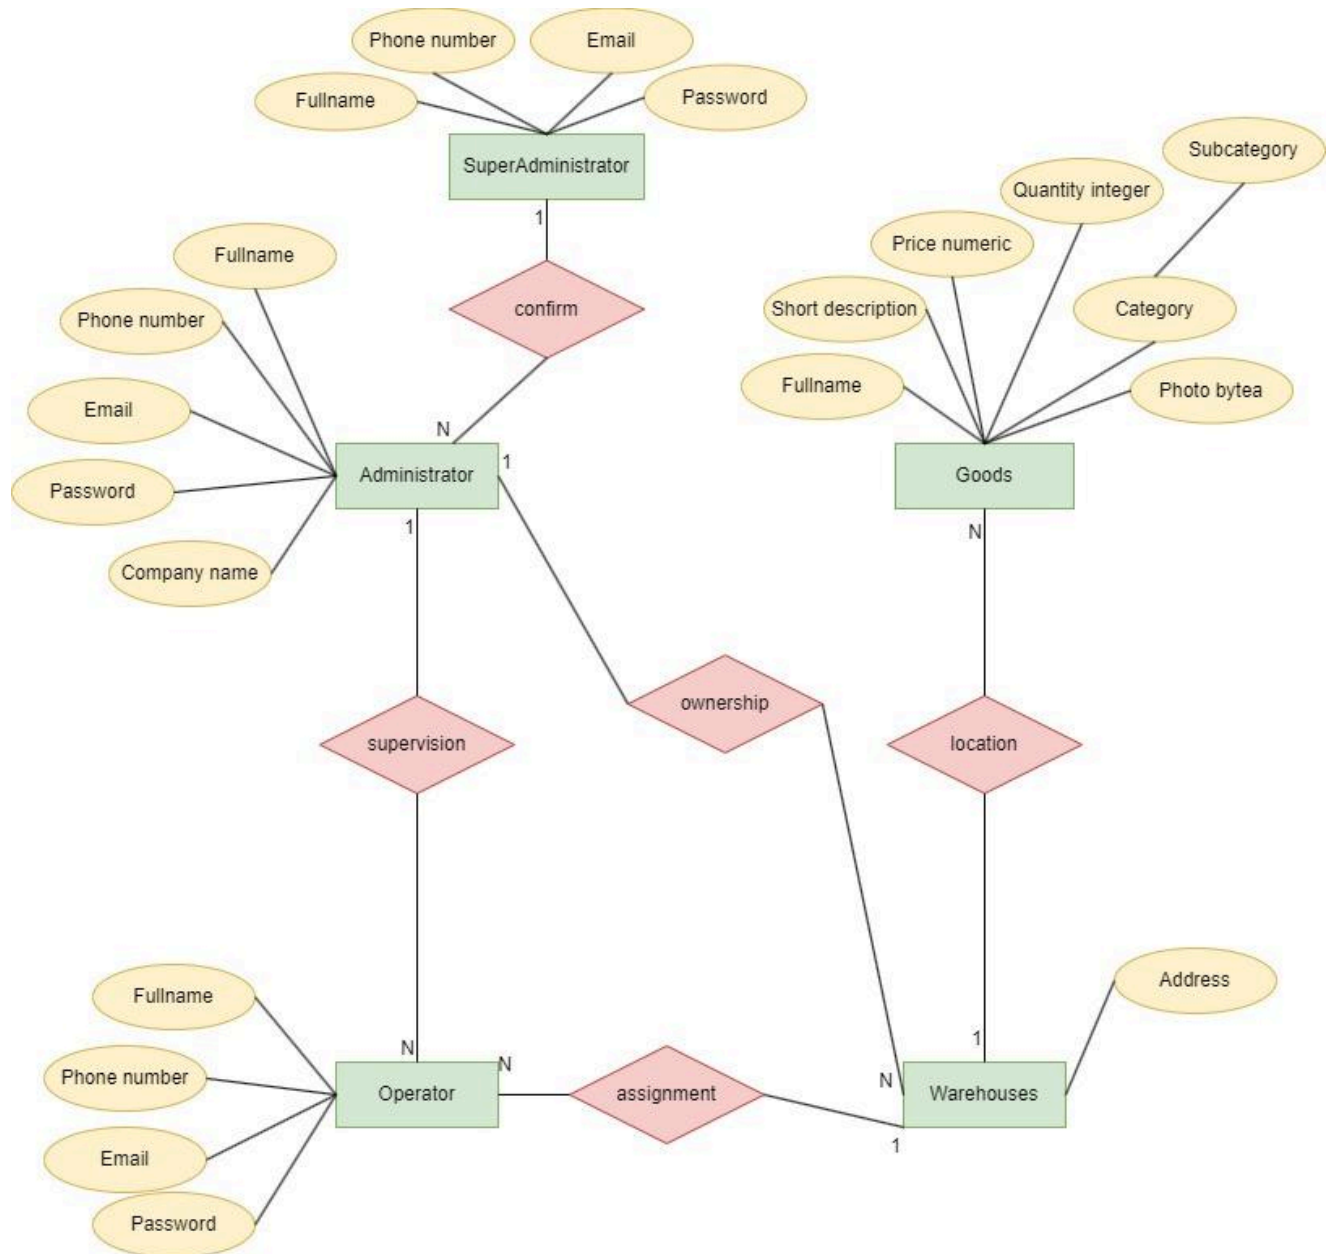 Phone number
Email
Fullname
Password
SuperAdministrator
1
confirm
N
Fullname
Phone number
Email
Password
Company name
Administrator
1
1
Subcategory
Quantity integer
Price numeric
Short description
Category
Fullname
Photo bytea
Goods
N
supervision
ownership
location
N
N
1
N
1
Fullname
Phone number
Email
Password
Operator
assignment
Warehouses
Address